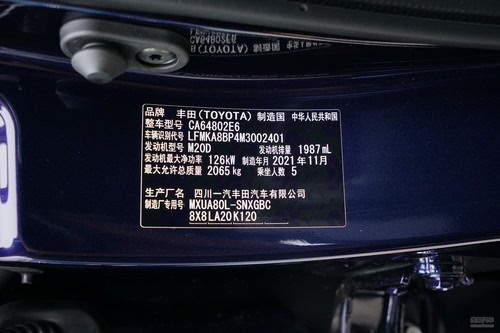 品牌 丰田(TOYOTA) 制造国 中华人民共和国
整车型号 CA64802E6
车辆识别代号 LFMKA8BP4M3002401
发动机型号 M20D 发动机排量 1987 mL
发动机最大净功率 126kW 制造年月 2021年11月
最大允许总质量 2065 kg 乘坐人数 5
生产厂名 四川一汽丰田汽车有限公司
制造厂专用号 MXUA80L-SNXGBC
8X8LA20K120